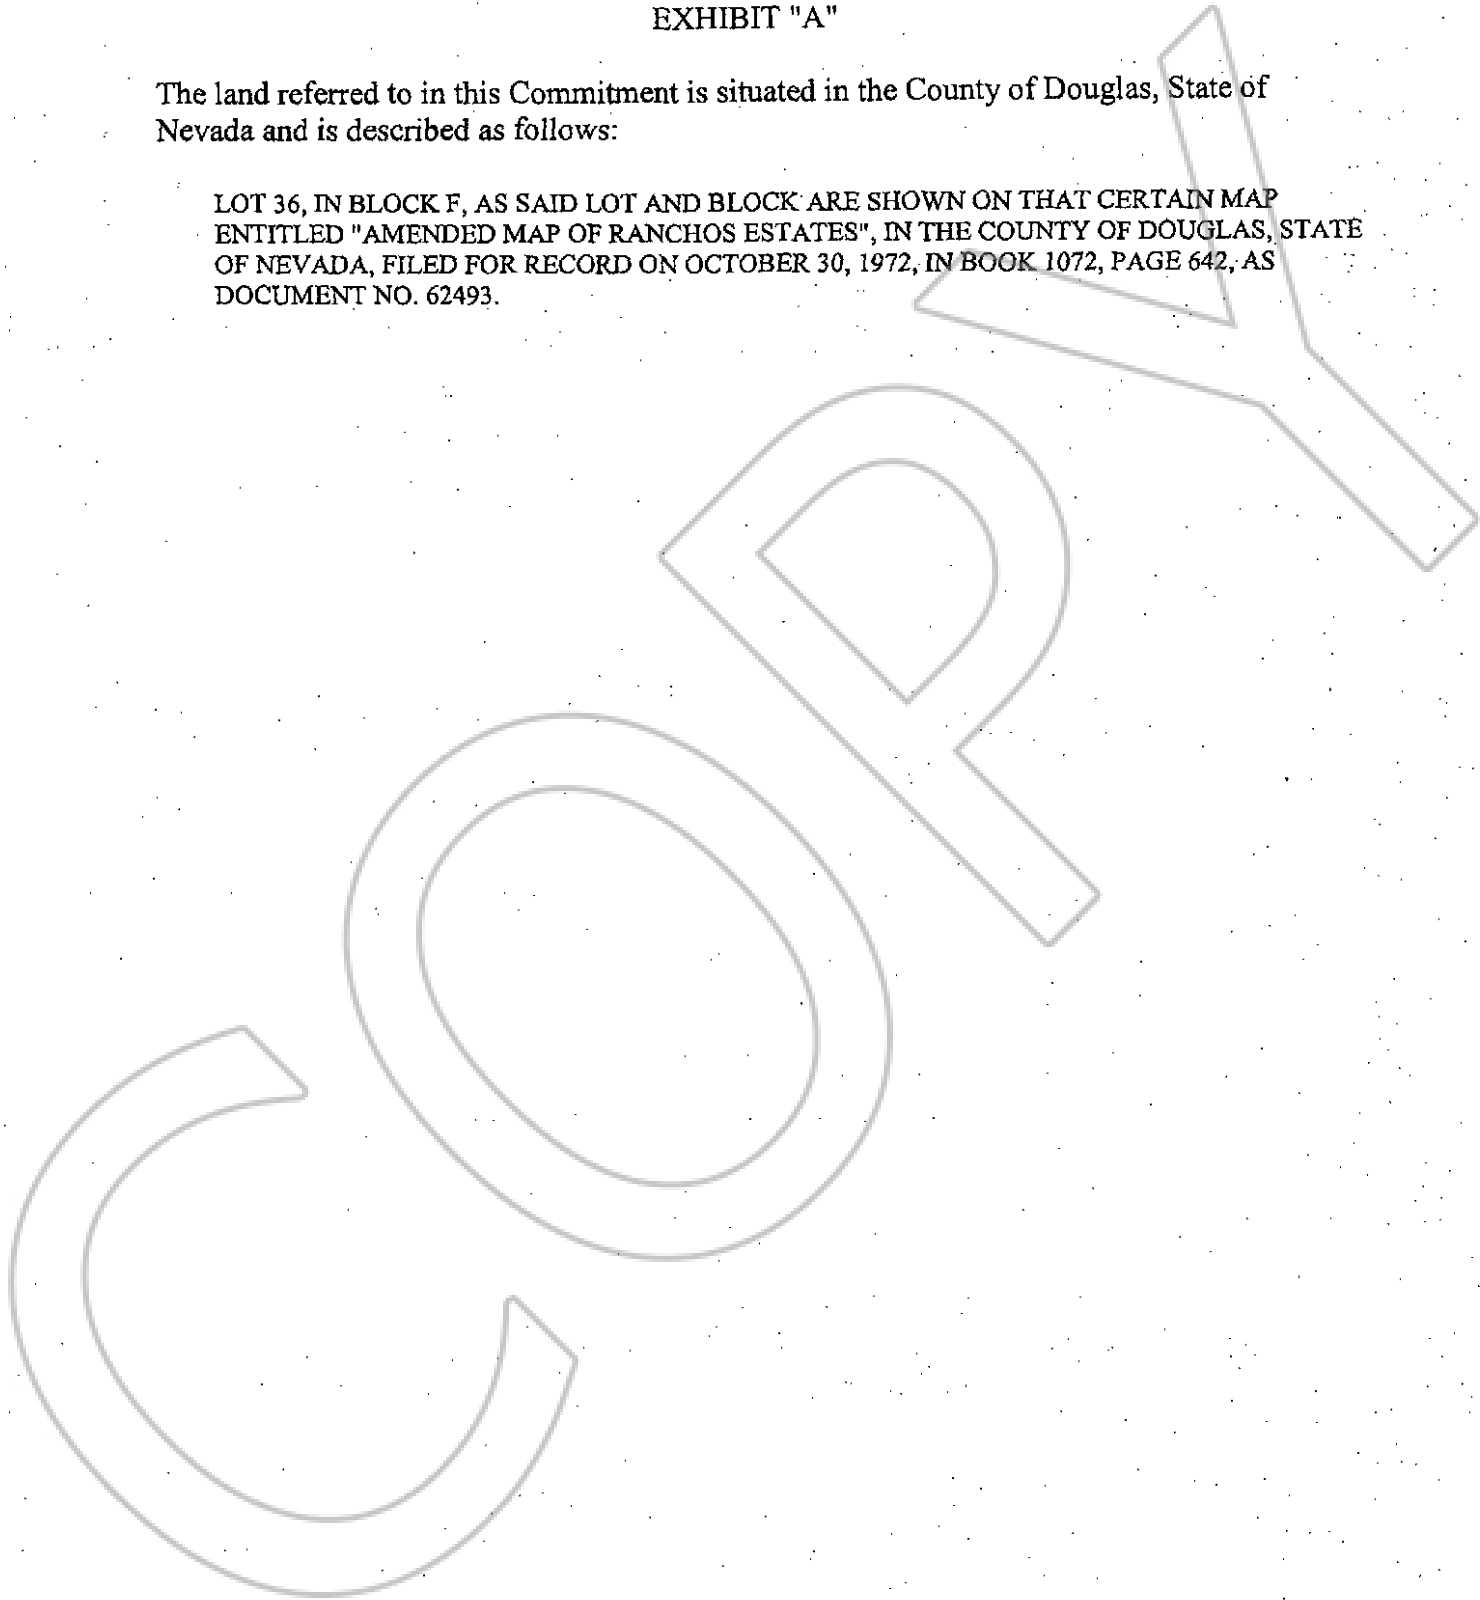 EXHIBIT "A"
The land referred to in this Commitment is situated in the County of Douglas, State of
Nevada and is described as follows:
LOT 36, IN BLOCK F, AS SAID LOT AND BLOCK ARE SHOWN ON THAT CERTAIN MAP
ENTITLED "AMENDED MAP OF RANCHOS ESTATES", IN THE COUNTY OF DOUGLAS, STATE
OF NEVADA, FILED FOR RECORD ON OCTOBER 30, 1972, IN BOOK 1072, PAGE 642, AS
DOCUMENT NO. 62493.
COPY